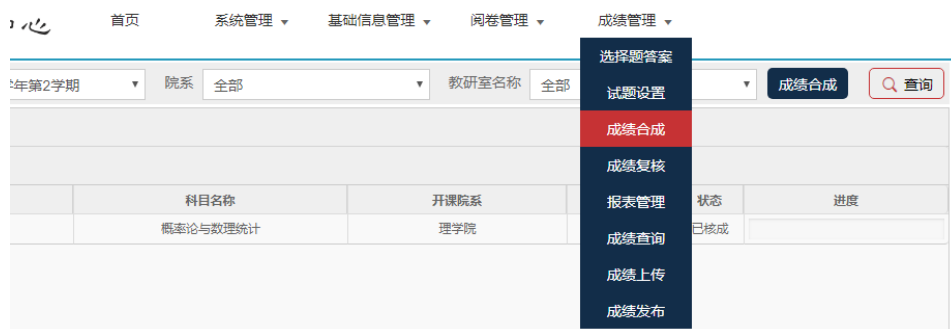 中心 首页 系统管理 基础信息管理 阅卷管理 成绩管理
选择题答案
学年第2学期 院系 全部 教研室名称 全部 试题设置 成绩合成 查询
成绩合成
成绩复核
科目名称 开课院系 报表管理 状态 进度
概率论与数理统计 理学院 成绩查询 已核成
成绩上传
成绩发布